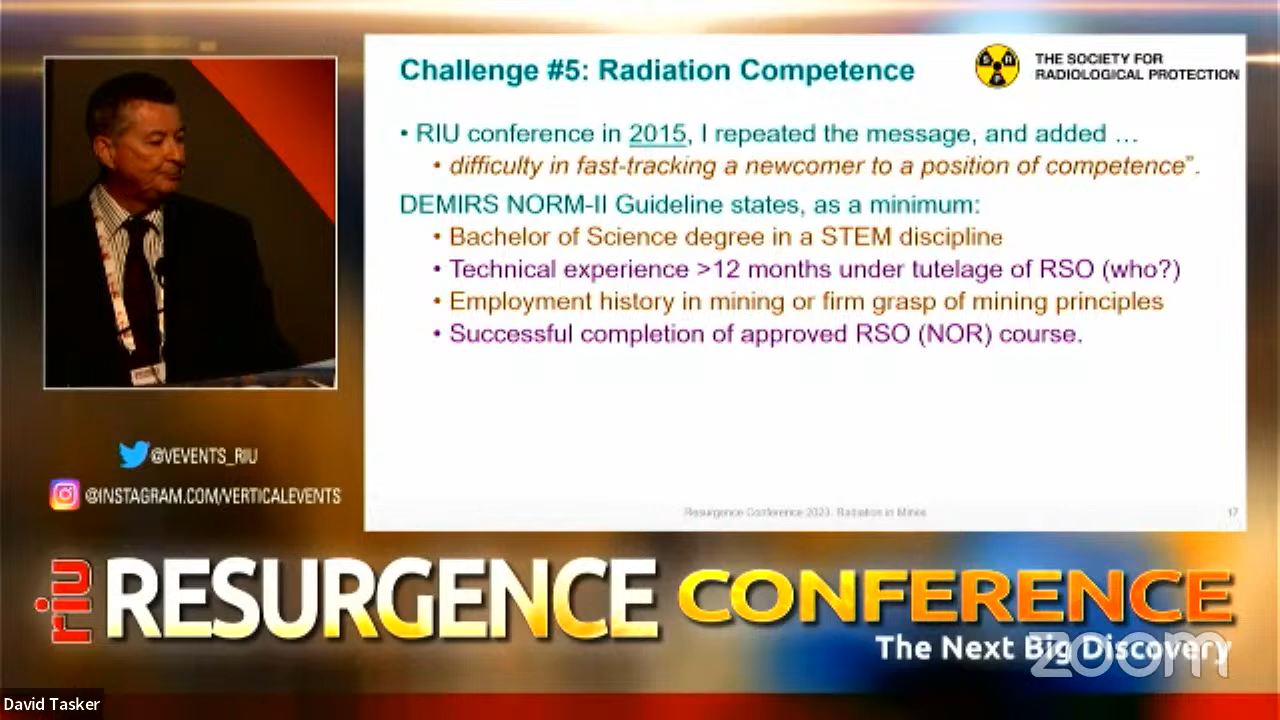 Challenge #5: Radiation Competence
THE SOCIETY FOR
RADIOLOGICAL PROTECTION
• RIU conference in 2015, I repeated the message, and added …
• difficulty in fast-tracking a newcomer to a position of competence”.
DEMIRS NORM-II Guideline states, as a minimum:
• Bachelor of Science degree in a STEM discipline
• Technical experience >12 months under tutelage of RSO (who?)
• Employment history in mining or firm grasp of mining principles
• Successful completion of approved RSO (NOR) course.
Resurgence Conference 2023. Radiation in Mines
17
@VEVENTS_RIU
@INSTAGRAM.COM/VERTICALEVENTS
riu RESURGENCE CONFERENCE
The Next Big Discovery
zoom
David Tasker